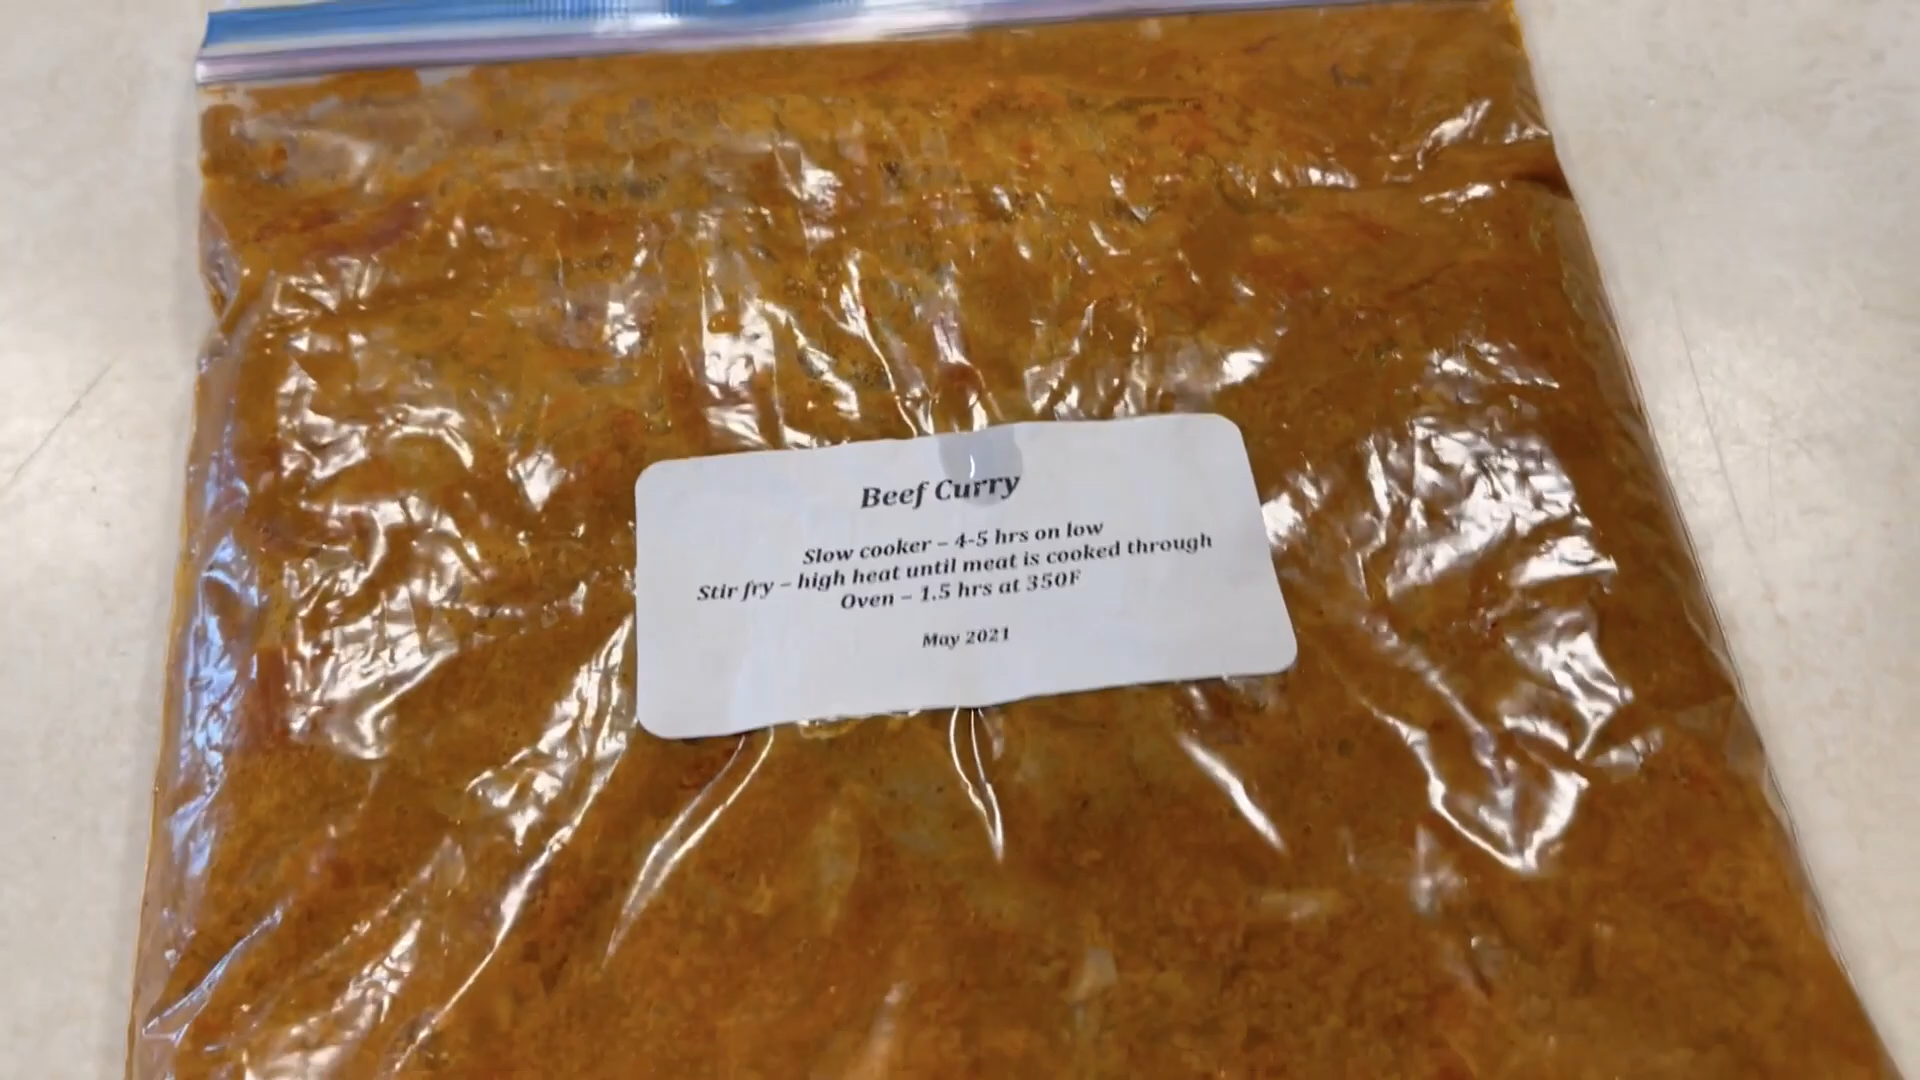 Beef Curry
Slow cooker – 4-5 hrs on low
Stir fry – high heat until meat is cooked through
Oven – 1.5 hrs at 350F
May 2021